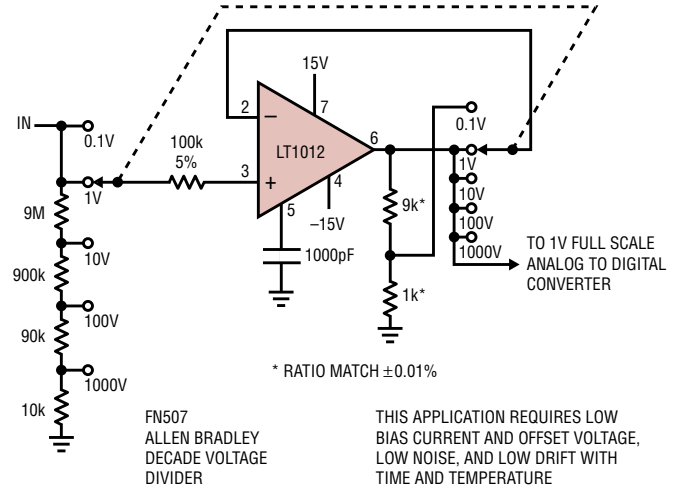 15V
IN
0.1V
2
7
–
0.1V
100k
5%
LT1012
6
1V
3
+
4
1V
9M
5
–15V
9k*
10V
10V
100V
1000pF
1000V
TO 1V FULL SCALE
ANALOG TO DIGITAL
CONVERTER
900k
100V
1k*
90k
* RATIO MATCH ±0.01%
1000V
10k
FN507
ALLEN BRADLEY
DECADE VOLTAGE
DIVIDER
THIS APPLICATION REQUIRES LOW
BIAS CURRENT AND OFFSET VOLTAGE,
LOW NOISE, AND LOW DRIFT WITH
TIME AND TEMPERATURE